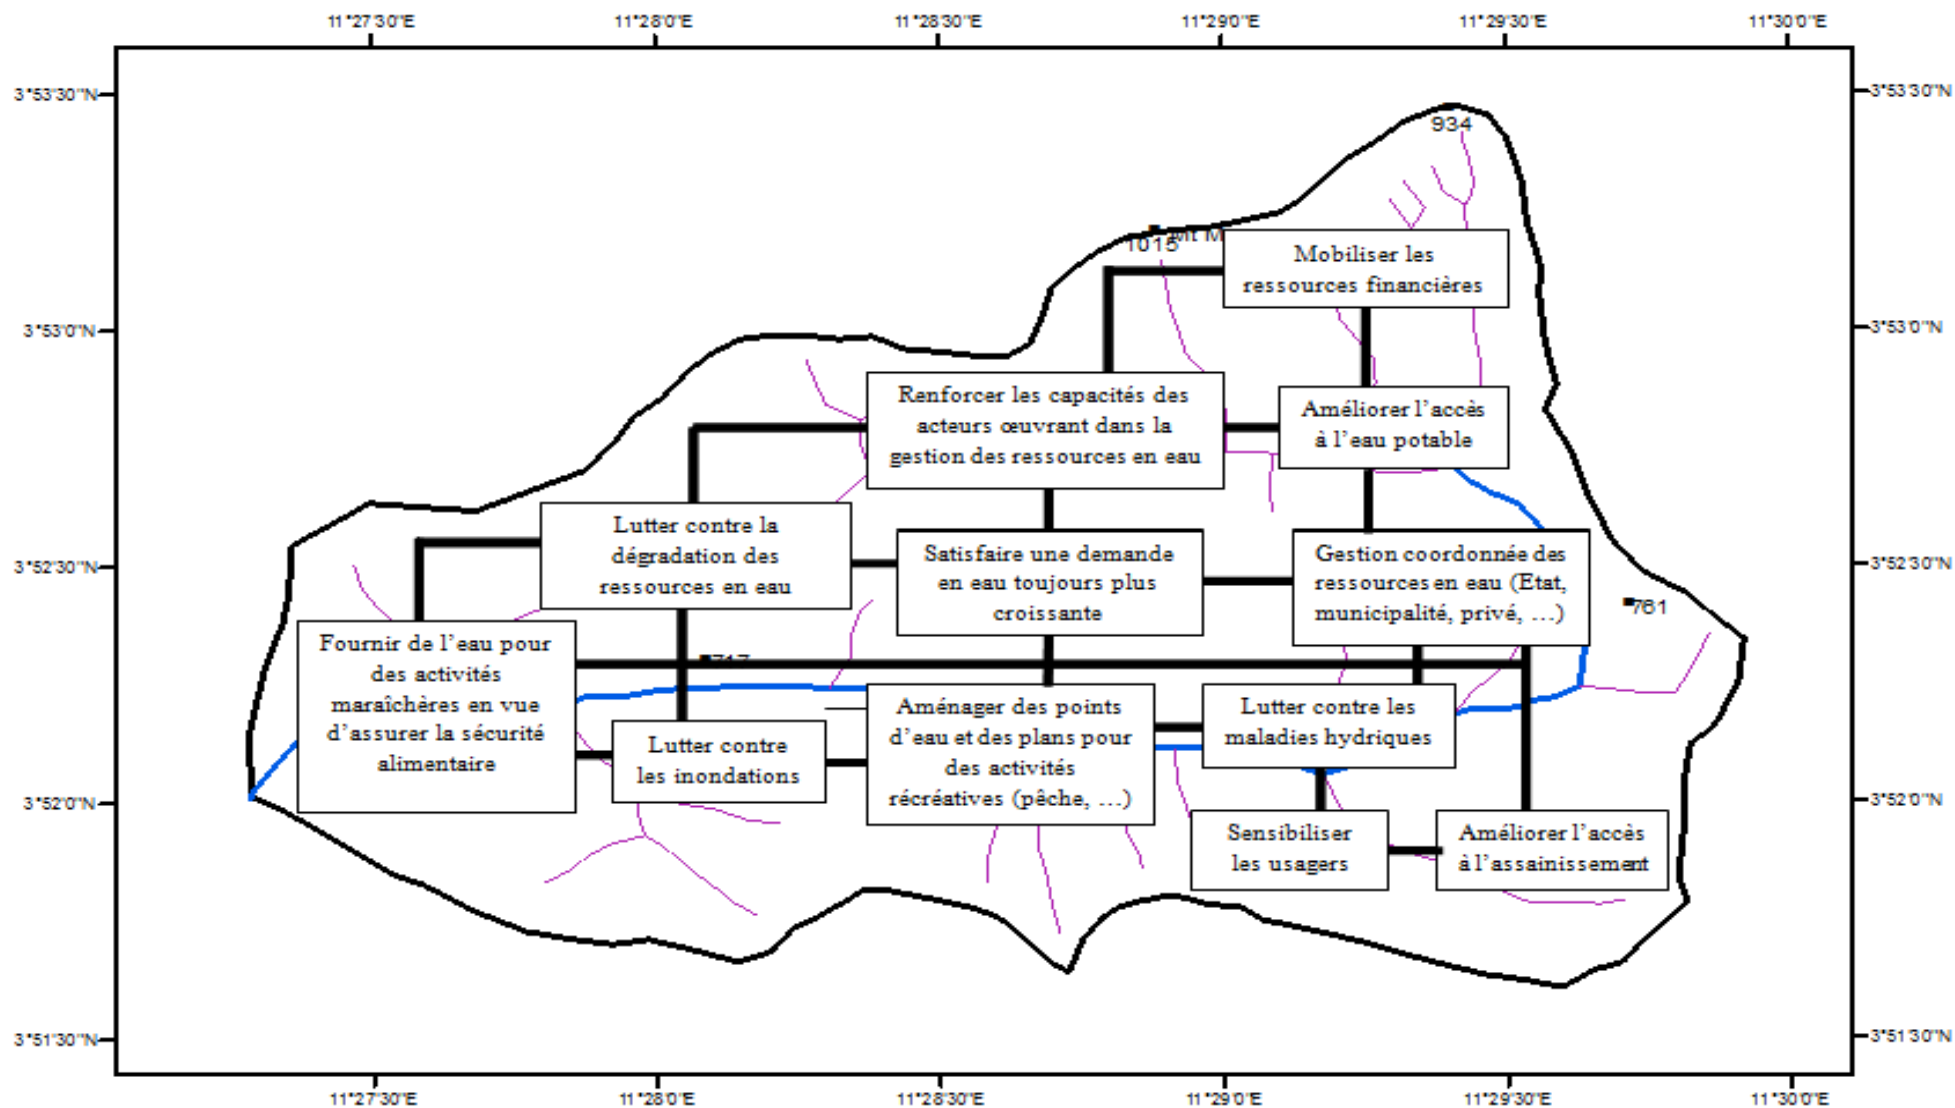 11°27'30"E 11°28'0"E 11°28'30"E 11°29'0"E 11°29'30"E 11°30'0"E
3°53'30"N 3°53'30"N
934
1015 Mt M
Mobiliser les
ressources financières
3°53'0"N 3°53'0"N
Renforcer les capacités des
acteurs œuvrant dans la
gestion des ressources en eau
Améliorer l'accès
à l'eau potable
Lutter contre la
dégradation des
ressources en eau
Satisfaire une demande
en eau toujours plus
croissante
Gestion coordonnée des
ressources en eau (Etat,
municipalité, privé, …)
3°52'30"N 3°52'30"N
761
717
Fournir de l'eau pour
des activités
maraîchères en vue
d'assurer la sécurité
alimentaire
Lutter contre
les inondations
Aménager des points
d'eau et des plans pour
des activités
récréatives (pêche, …)
Lutter contre les
maladies hydriques
3°52'0"N 3°52'0"N
Sensibiliser
les usagers
Améliorer l'accès
à l'assainissement
3°51'30"N 3°51'30"N
11°27'30"E 11°28'0"E 11°28'30"E 11°29'0"E 11°29'30"E 11°30'0"E